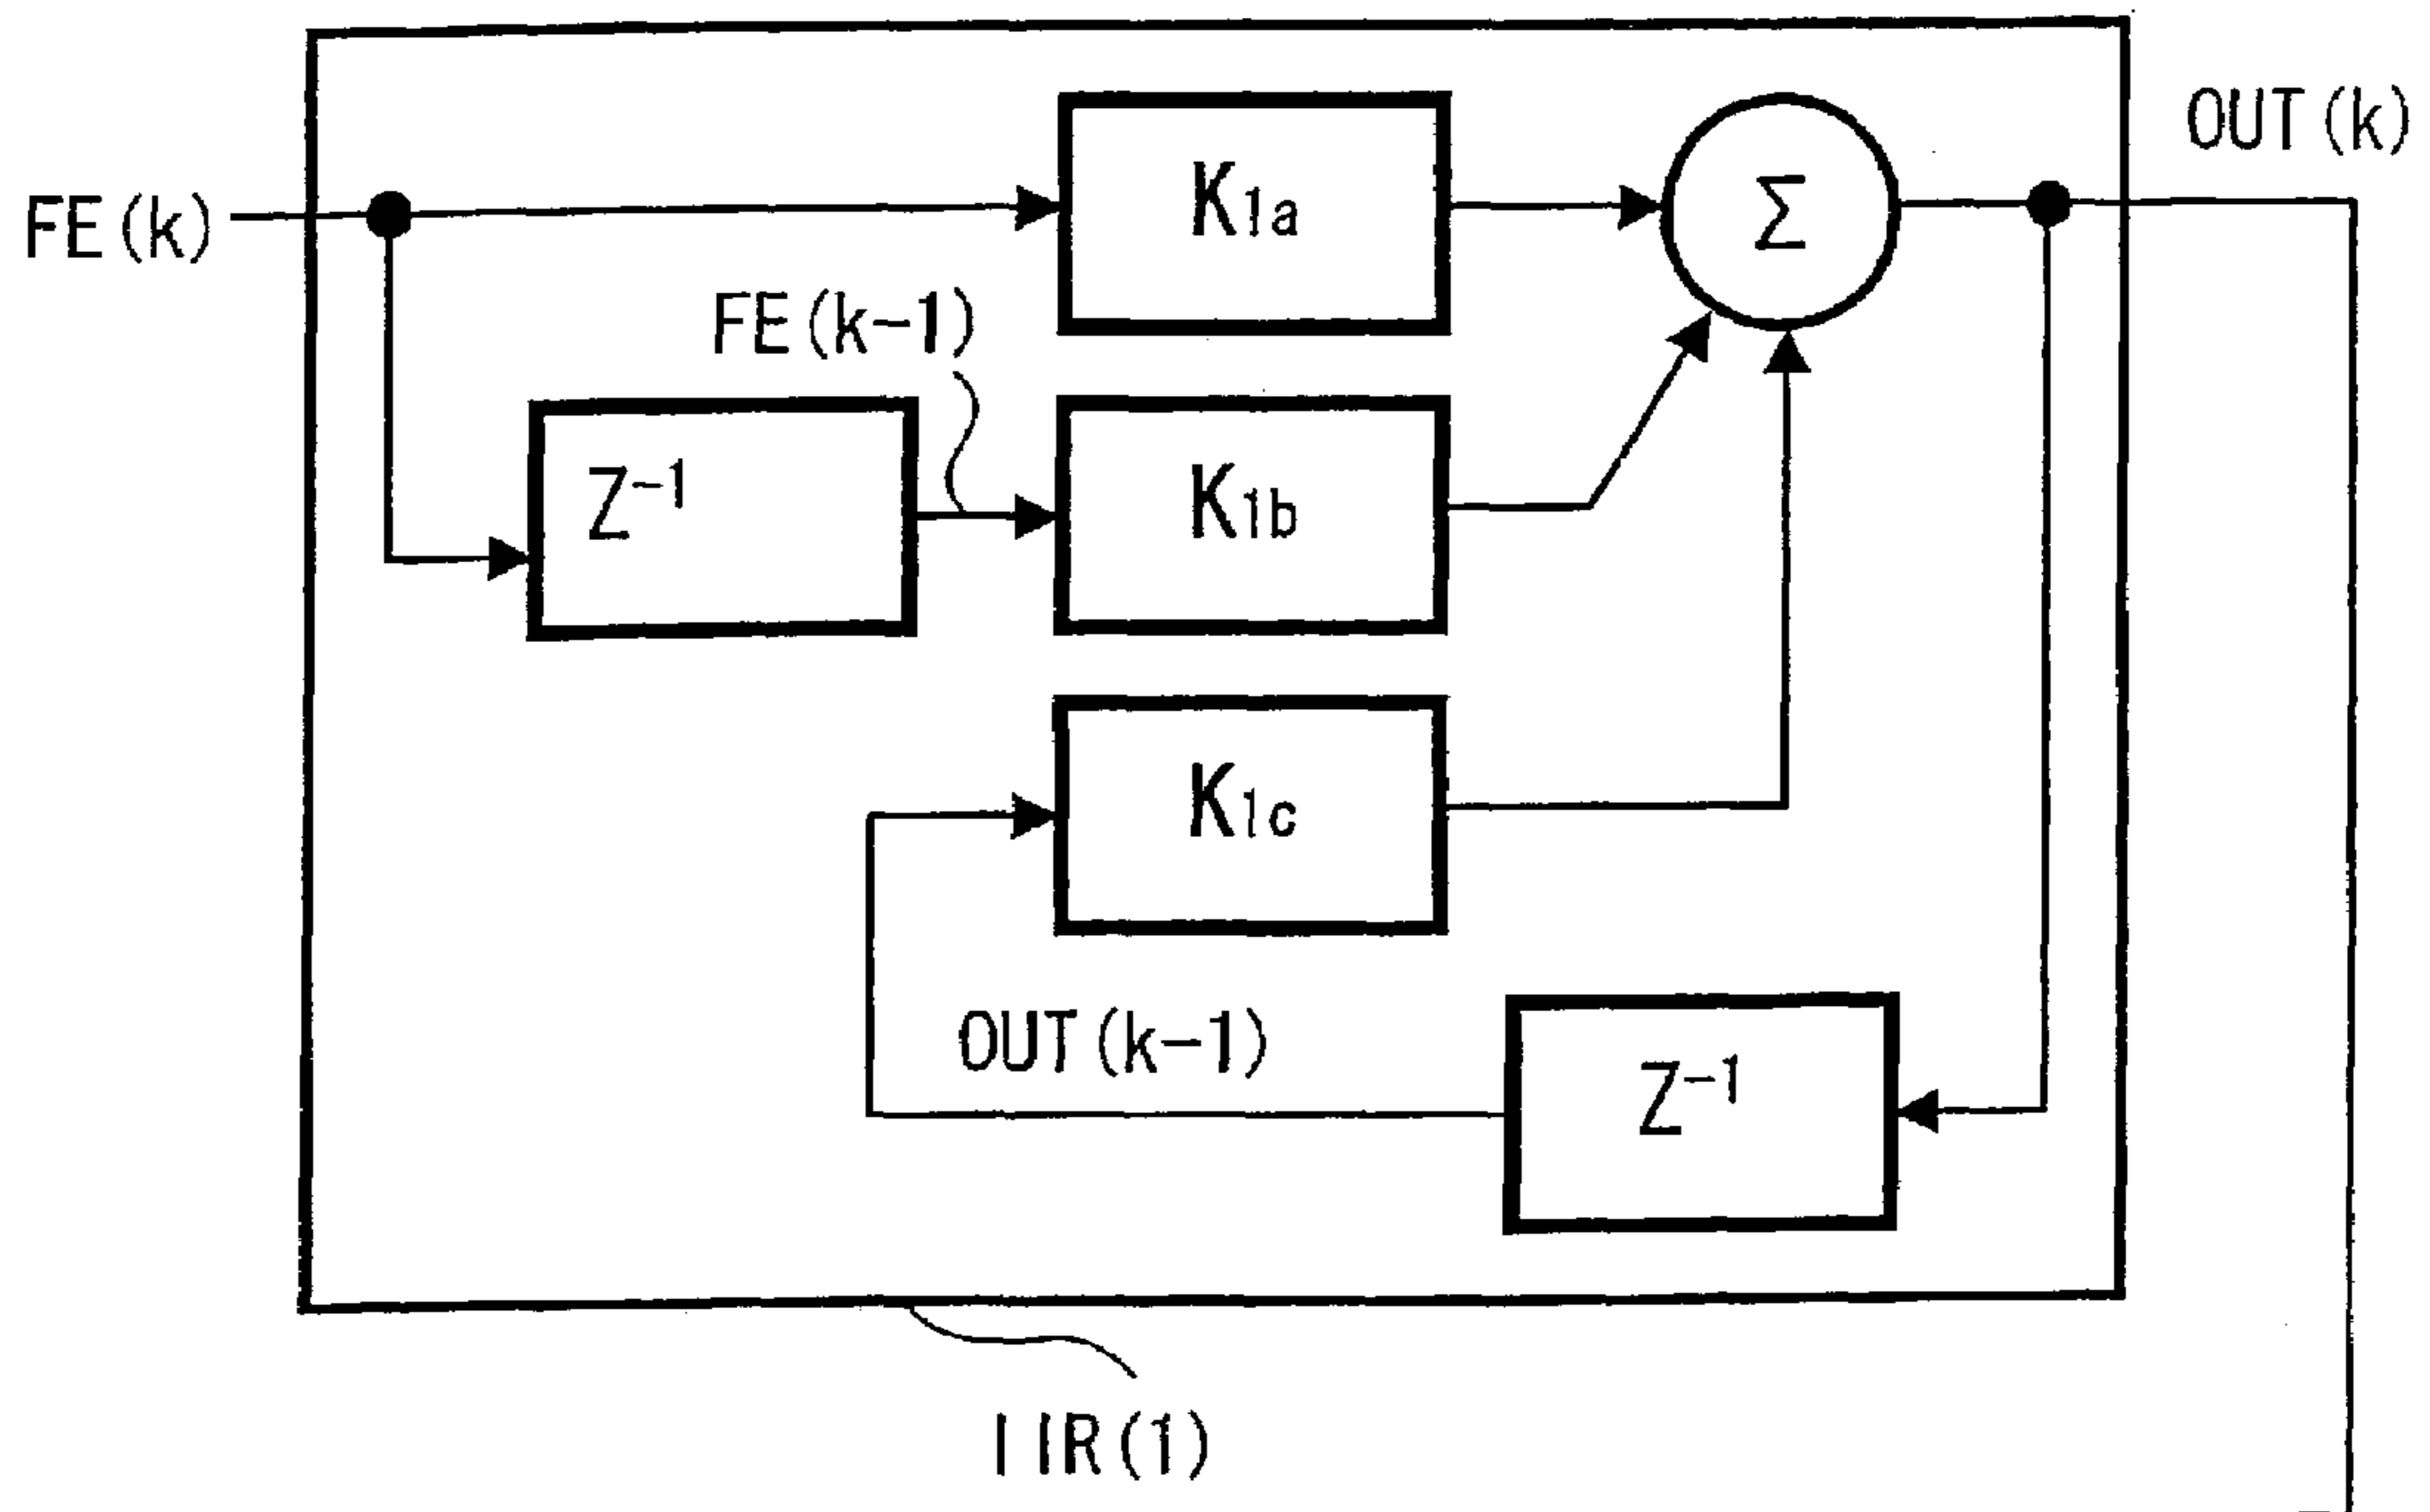 OUT(k)
FE(k)
K1a
Σ
FE(k-1)
Z-1
K1b
K1c
OUT(k-1)
Z-1
IIR(1)